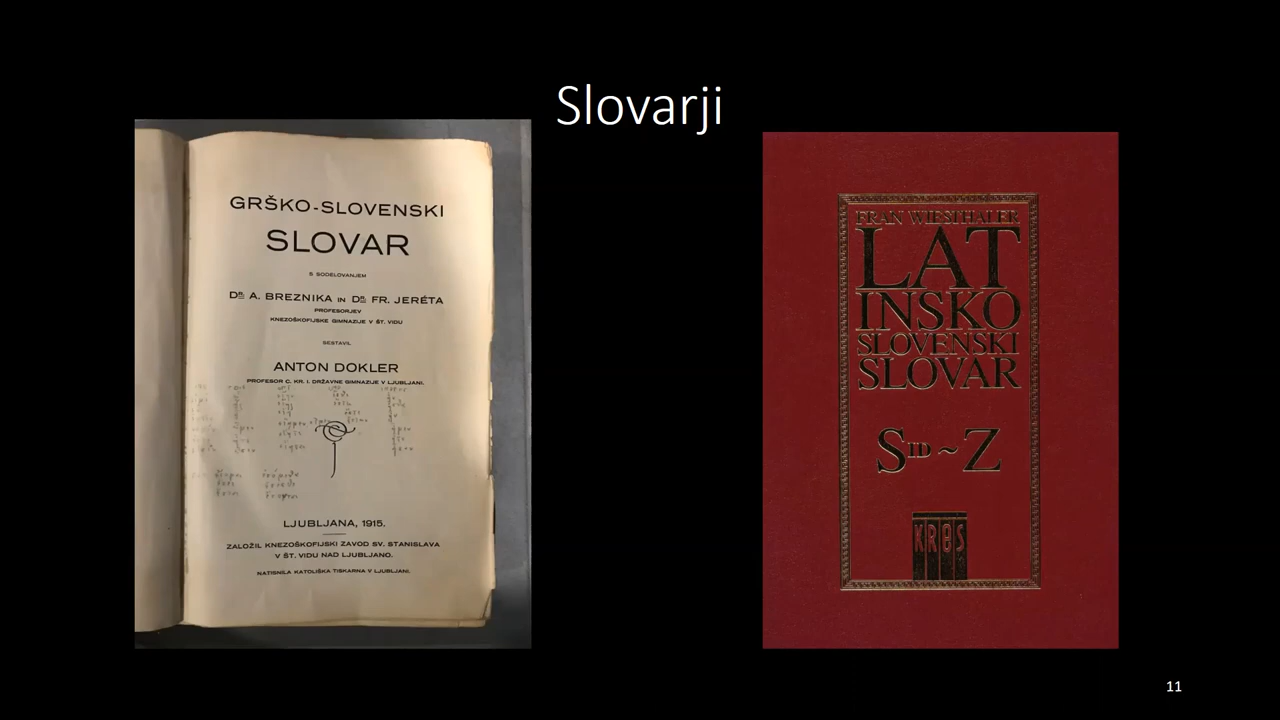 Slovarji
GRŠKO-SLOVENSKI
SLOVAR
S SODELOVANJEM
DR. A. BREZNIKA IN DR. FR. JERÉTA
PROFESORJEV
KNEZOŠKOFIJSKE GIMNAZIJE V ŠT. VIDU
SESTAVIL
ANTON DOKLER
PROFESOR C. KR. I. DRŽAVNE GIMNAZIJE V LJUBLJANI.
LJUBLJANA, 1915.
ZALOŽIL KNEZOŠKOFIJSKI ZAVOD SV. STANISLAVA
V ŠT. VIDU NAD LJUBLJANO.
NATISNILA KATOLIŠKA TISKARNA V LJUBLJANI.
FRAN WIESTHALER
LAT
INSKO
SLOVENSKI
SLOVAR
SID ~ Z
KRES
11